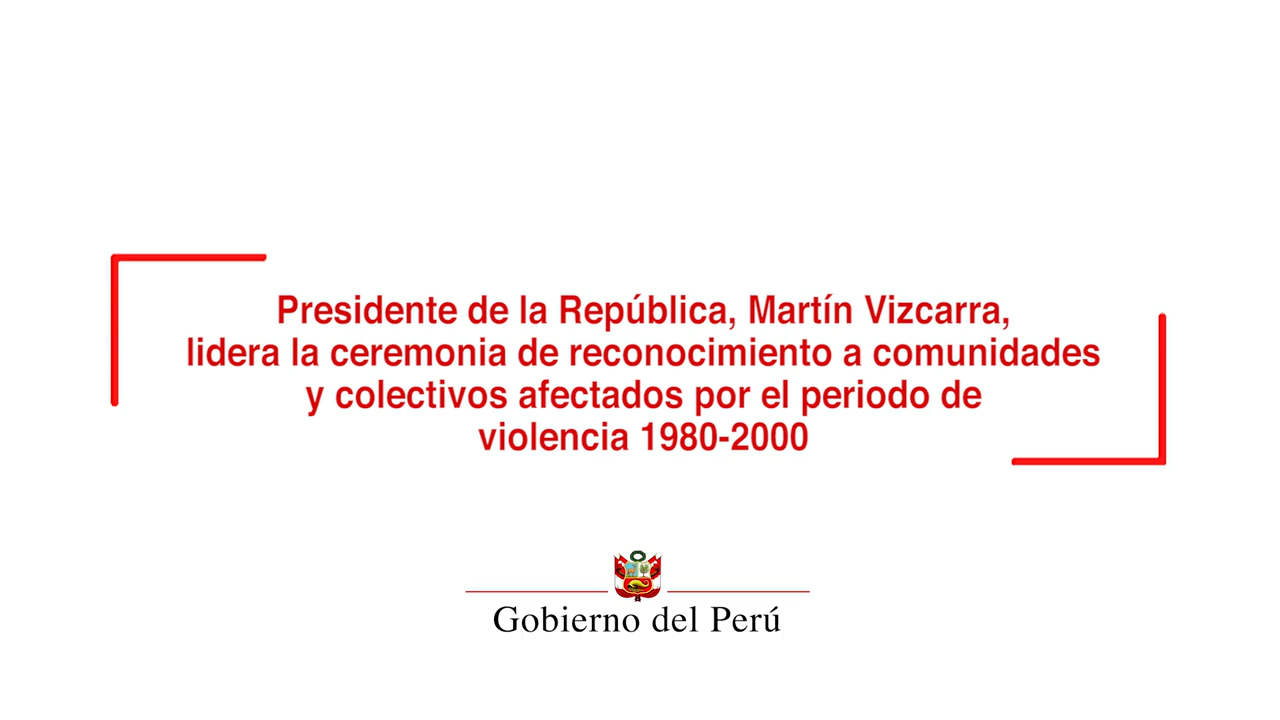 Presidente de la República, Martín Vizcarra,
lidera la ceremonia de reconocimiento a comunidades
y colectivos afectados por el periodo de
violencia 1980-2000
Gobierno del Perú